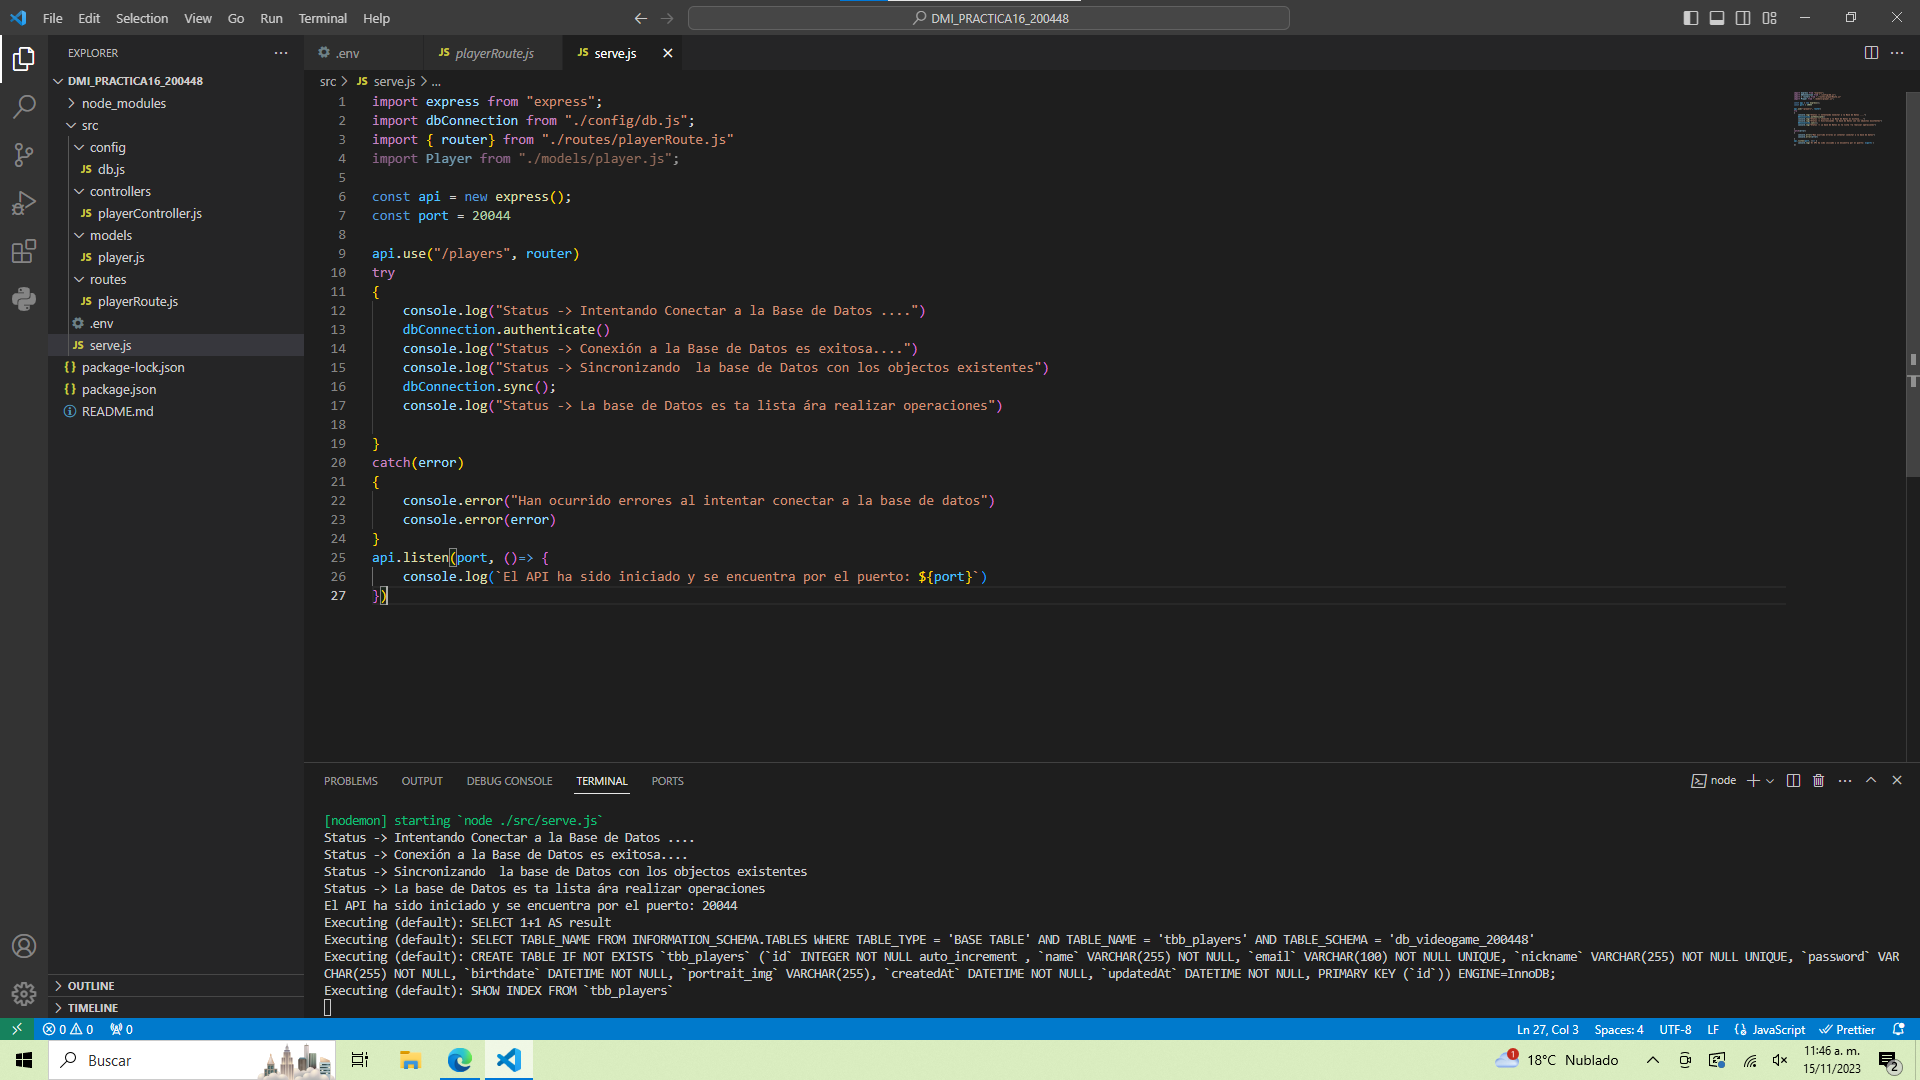 File Edit Selection View Go Run Terminal Help
DMI_PRACTICA16_200448
EXPLORER
DMI_PRACTICA16_200448
node_modules
src
config
JS db.js
controllers
JS playerController.js
models
JS player.js
routes
JS playerRoute.js
.env
JS serve.js
{} package-lock.json
{} package.json
README.md
OUTLINE
TIMELINE
.env
JS playerRoute.js
JS serve.js
src > JS serve.js > ...
1 import express from "express";
2 import dbConnection from "./config/db.js";
3 import { router} from "./routes/playerRoute.js"
4 import Player from "./models/player.js";
5
6 const api = new express();
7 const port = 20044
8
9 api.use("/players", router)
10 try
11 {
12 console.log("Status -> Intentando Conectar a la Base de Datos ....")
13 dbConnection.authenticate()
14 console.log("Status -> Conexión a la Base de Datos es exitosa....")
15 console.log("Status -> Sincronizando  la base de Datos con los objectos existentes")
16 dbConnection.sync();
17 console.log("Status -> La base de Datos es ta lista ára realizar operaciones")
18
19 }
20 catch(error)
21 {
22 console.error("Han ocurrido errores al intentar conectar a la base de datos")
23 console.error(error)
24 }
25 api.listen(port, ()=> {
26 console.log(`El API ha sido iniciado y se encuentra por el puerto: ${port}`)
27 })
PROBLEMS OUTPUT DEBUG CONSOLE TERMINAL PORTS
node
[nodemon] starting `node ./src/serve.js`
Status -> Intentando Conectar a la Base de Datos ....
Status -> Conexión a la Base de Datos es exitosa....
Status -> Sincronizando  la base de Datos con los objectos existentes
Status -> La base de Datos es ta lista ára realizar operaciones
El API ha sido iniciado y se encuentra por el puerto: 20044
Executing (default): SELECT 1+1 AS result
Executing (default): SELECT TABLE_NAME FROM INFORMATION_SCHEMA.TABLES WHERE TABLE_TYPE = 'BASE TABLE' AND TABLE_NAME = 'tbb_players' AND TABLE_SCHEMA = 'db_videogame_200448'
Executing (default): CREATE TABLE IF NOT EXISTS `tbb_players` (`id` INTEGER NOT NULL auto_increment , `name` VARCHAR(255) NOT NULL, `email` VARCHAR(100) NOT NULL UNIQUE, `nickname` VARCHAR(255) NOT NULL UNIQUE, `password` VAR
CHAR(255) NOT NULL, `birthdate` DATETIME NOT NULL, `portrait_img` VARCHAR(255), `createdAt` DATETIME NOT NULL, `updatedAt` DATETIME NOT NULL, PRIMARY KEY (`id`)) ENGINE=InnoDB;
Executing (default): SHOW INDEX FROM `tbb_players`
0 0 0
Ln 27, Col 3 Spaces: 4 UTF-8 LF JavaScript Prettier
Buscar
1 18°C Nublado
11:46 a. m.
15/11/2023
2